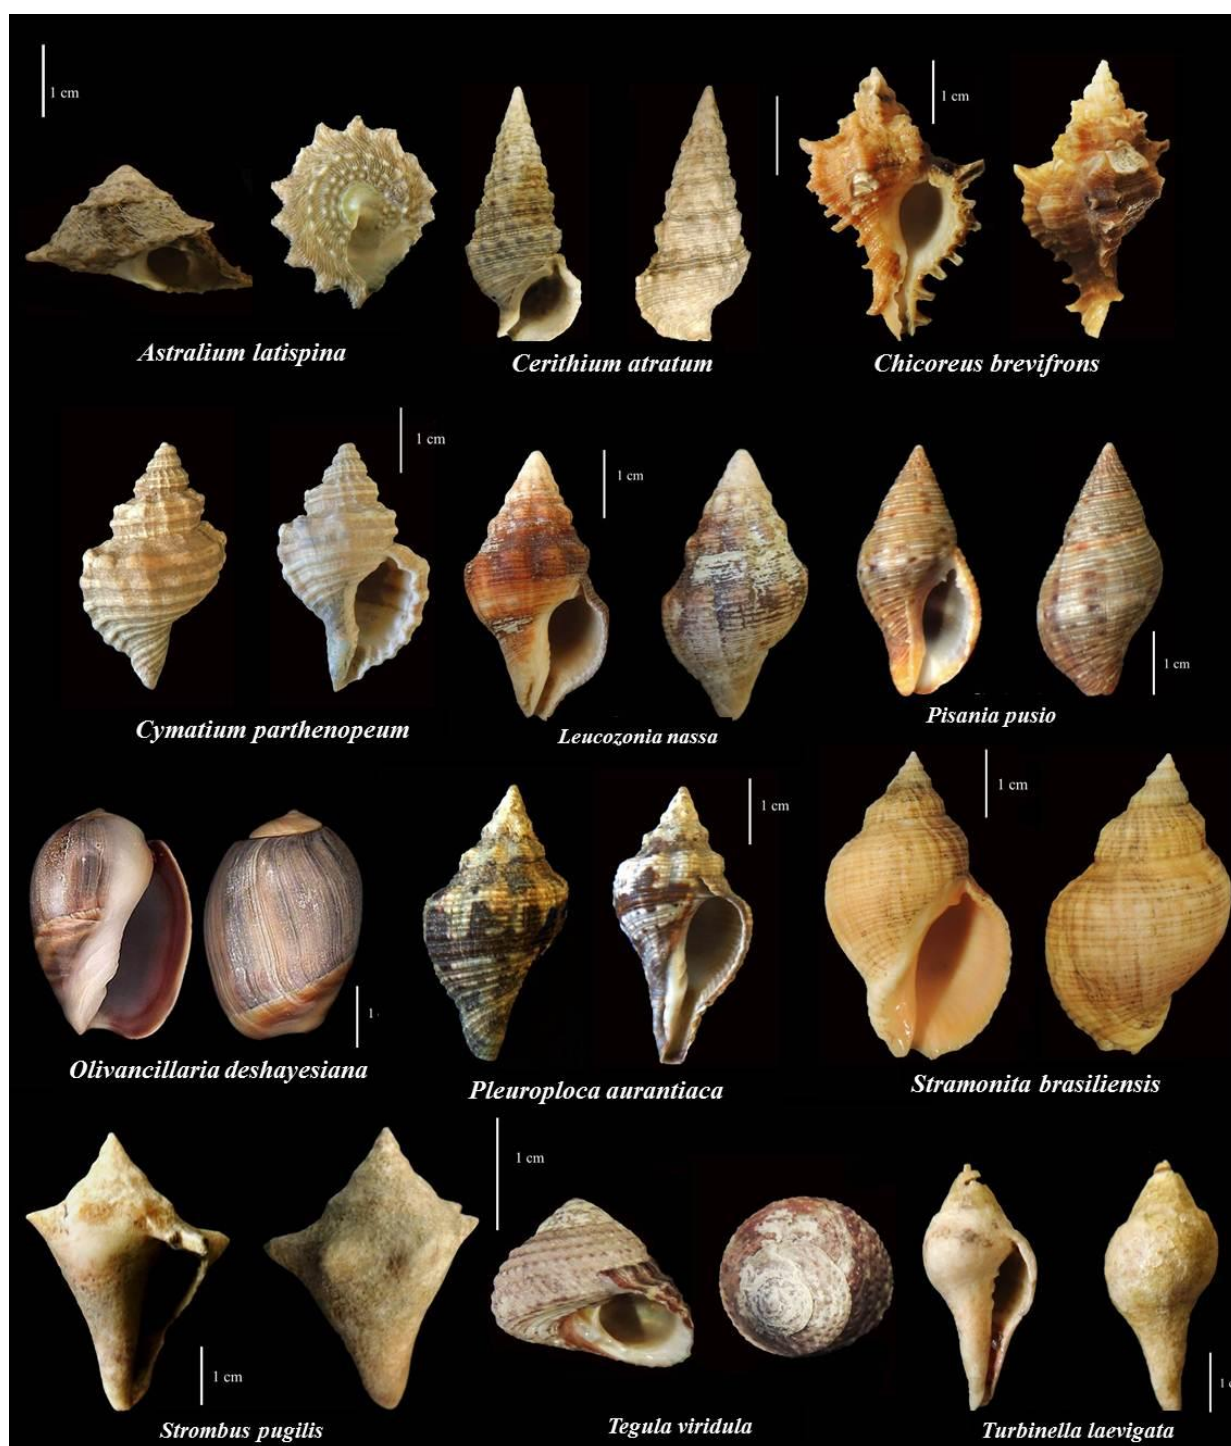 1 cm
1 cm
Astralium latispina
Cerithium atratum
Chicoreus brevifrons
1 cm
1 cm
1 cm
Cymatium parthenopeum
Leucozonia nassa
Pisania pusio
1 cm
1 cm
1
Olivancillaria deshayesiana
Pleuroploca aurantiaca
Stramonita brasiliensis
1 cm
1 cm
Strombus pugilis
Tegula viridula
1 c
Turbinella laevigata